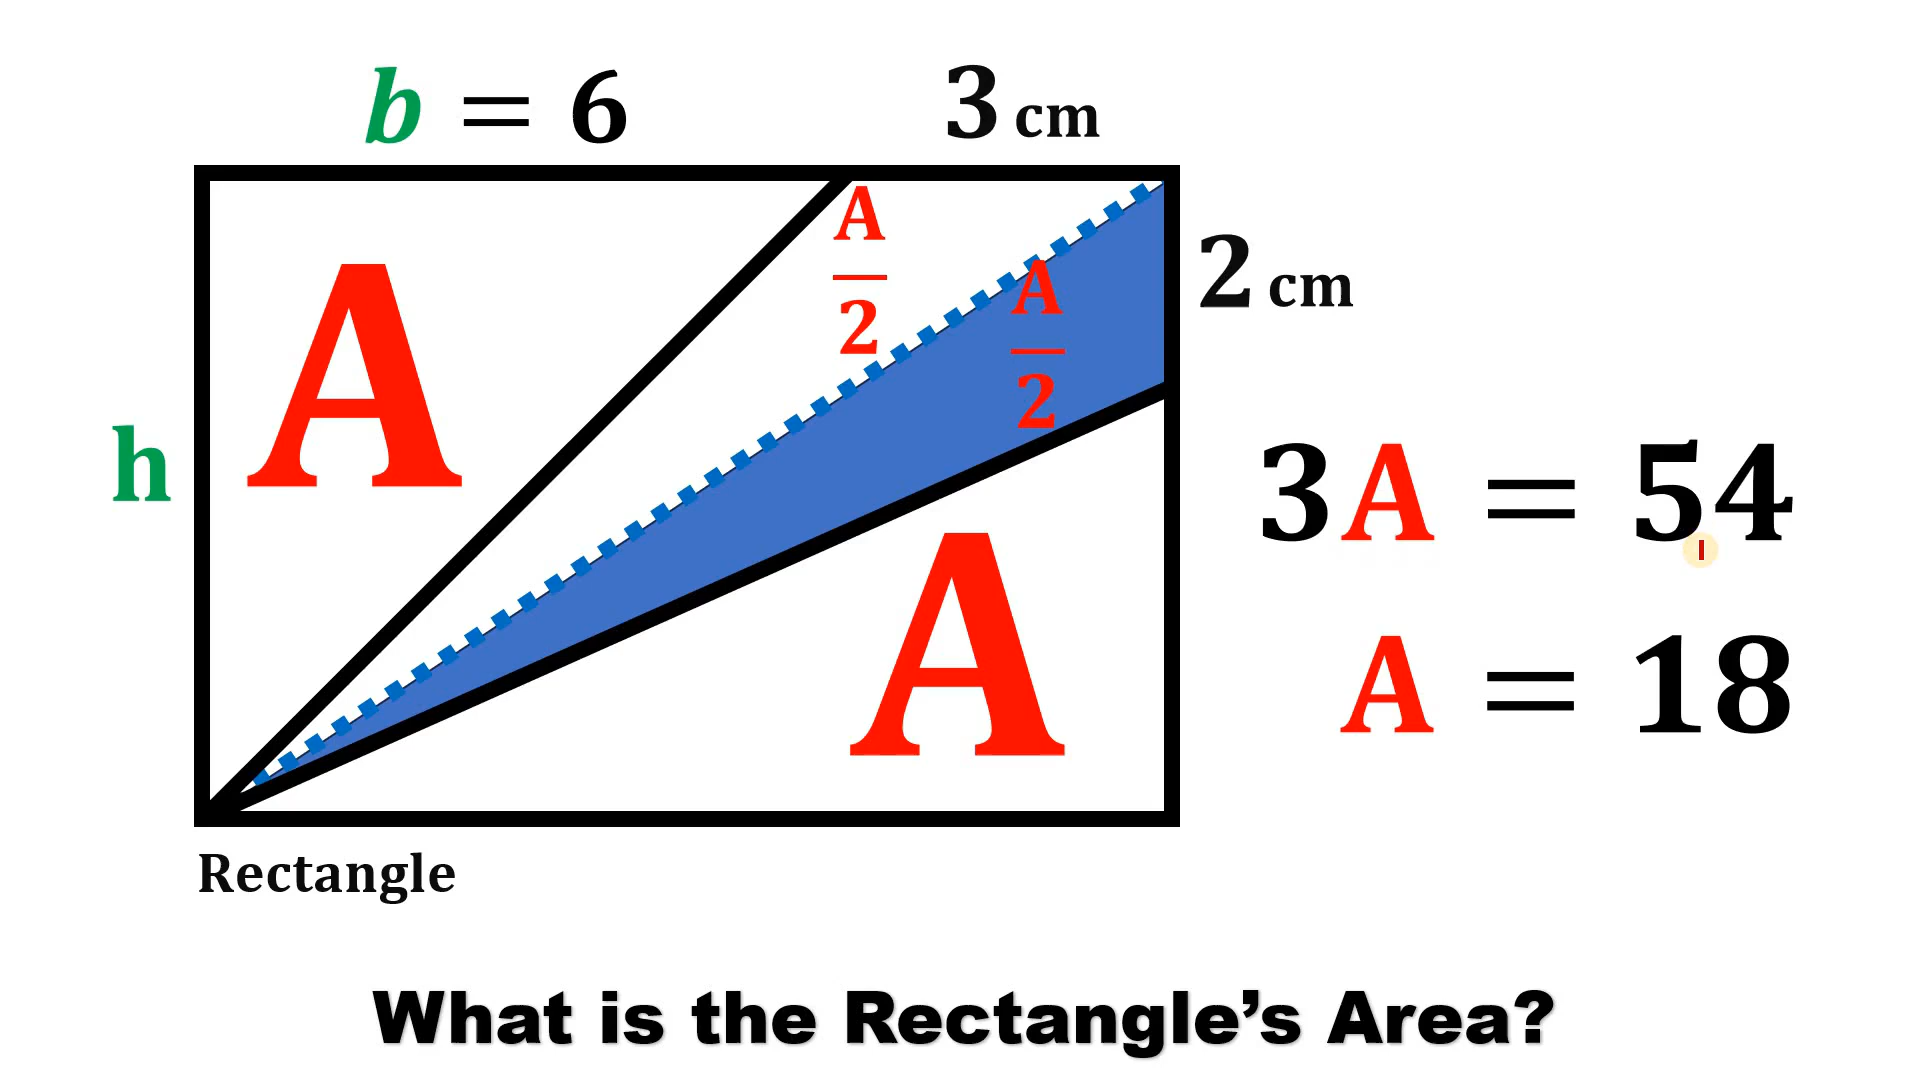 b = 6
3 cm
A
A
2
A
2
2 cm
h
3A = 54
A
A = 18
Rectangle
What is the Rectangle’s Area?